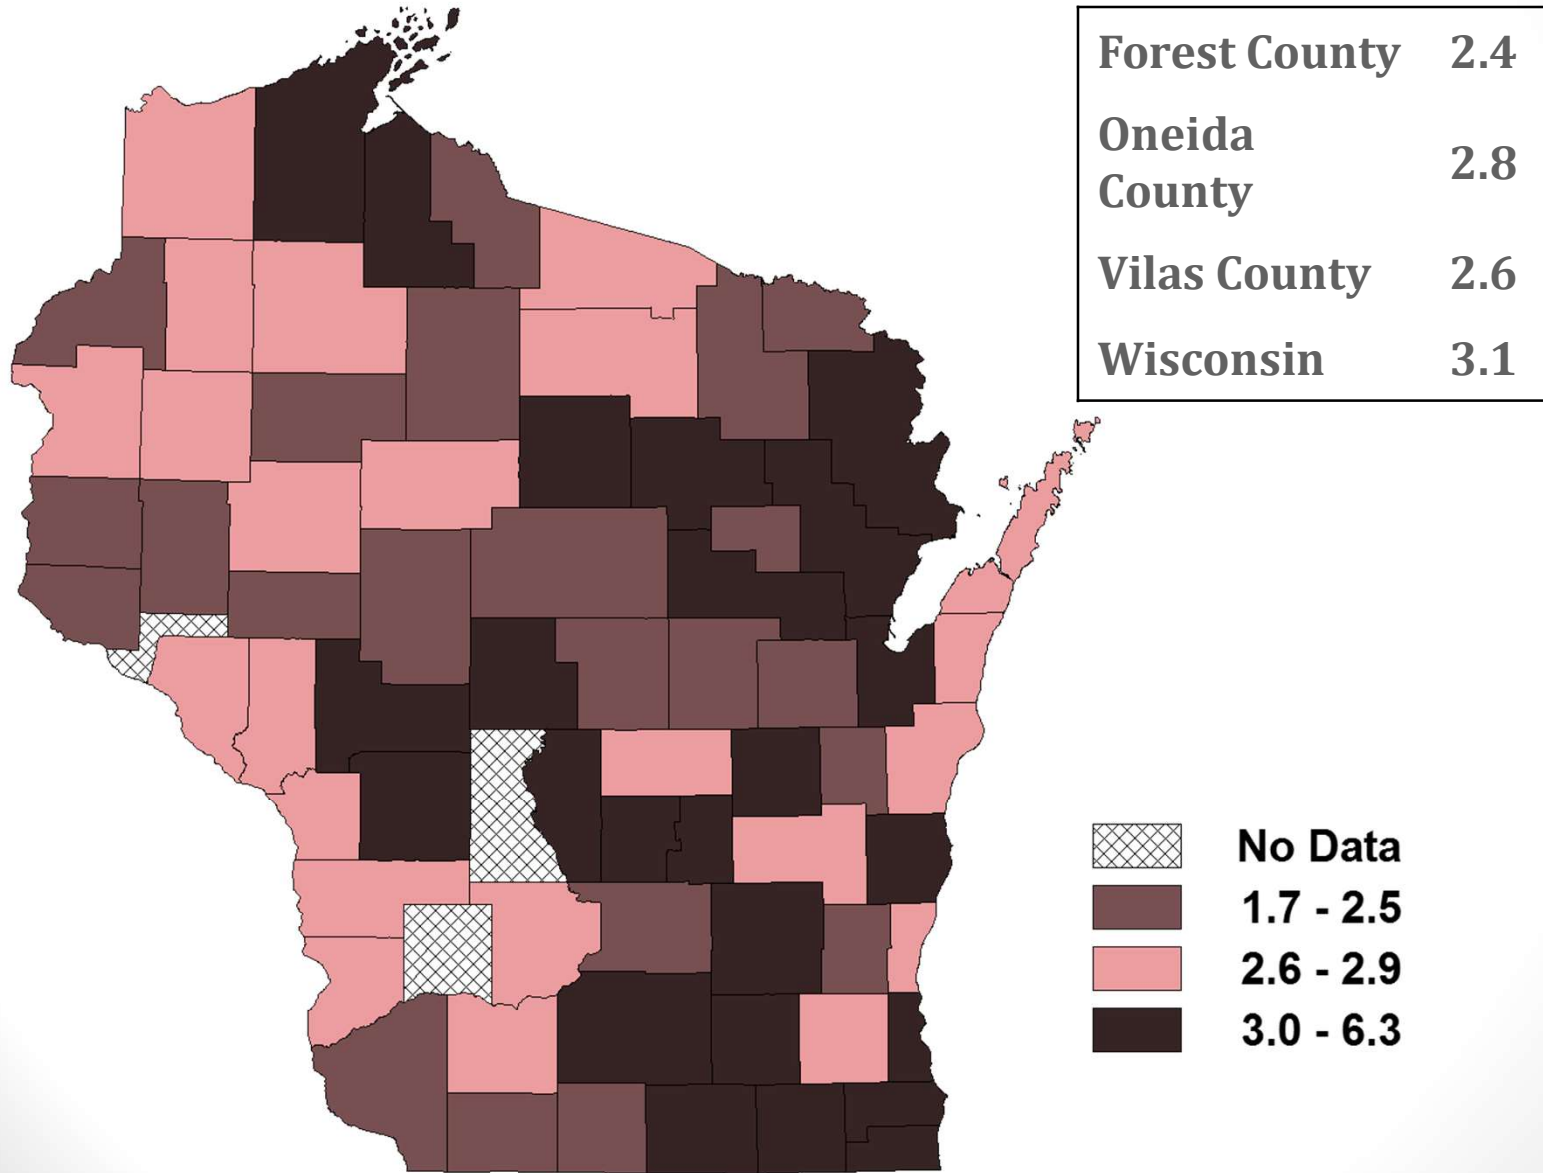 Forest County 2.4
Oneida
County 2.8
Vilas County 2.6
Wisconsin 3.1
No Data
1.7 - 2.5
2.6 - 2.9
3.0 - 6.3